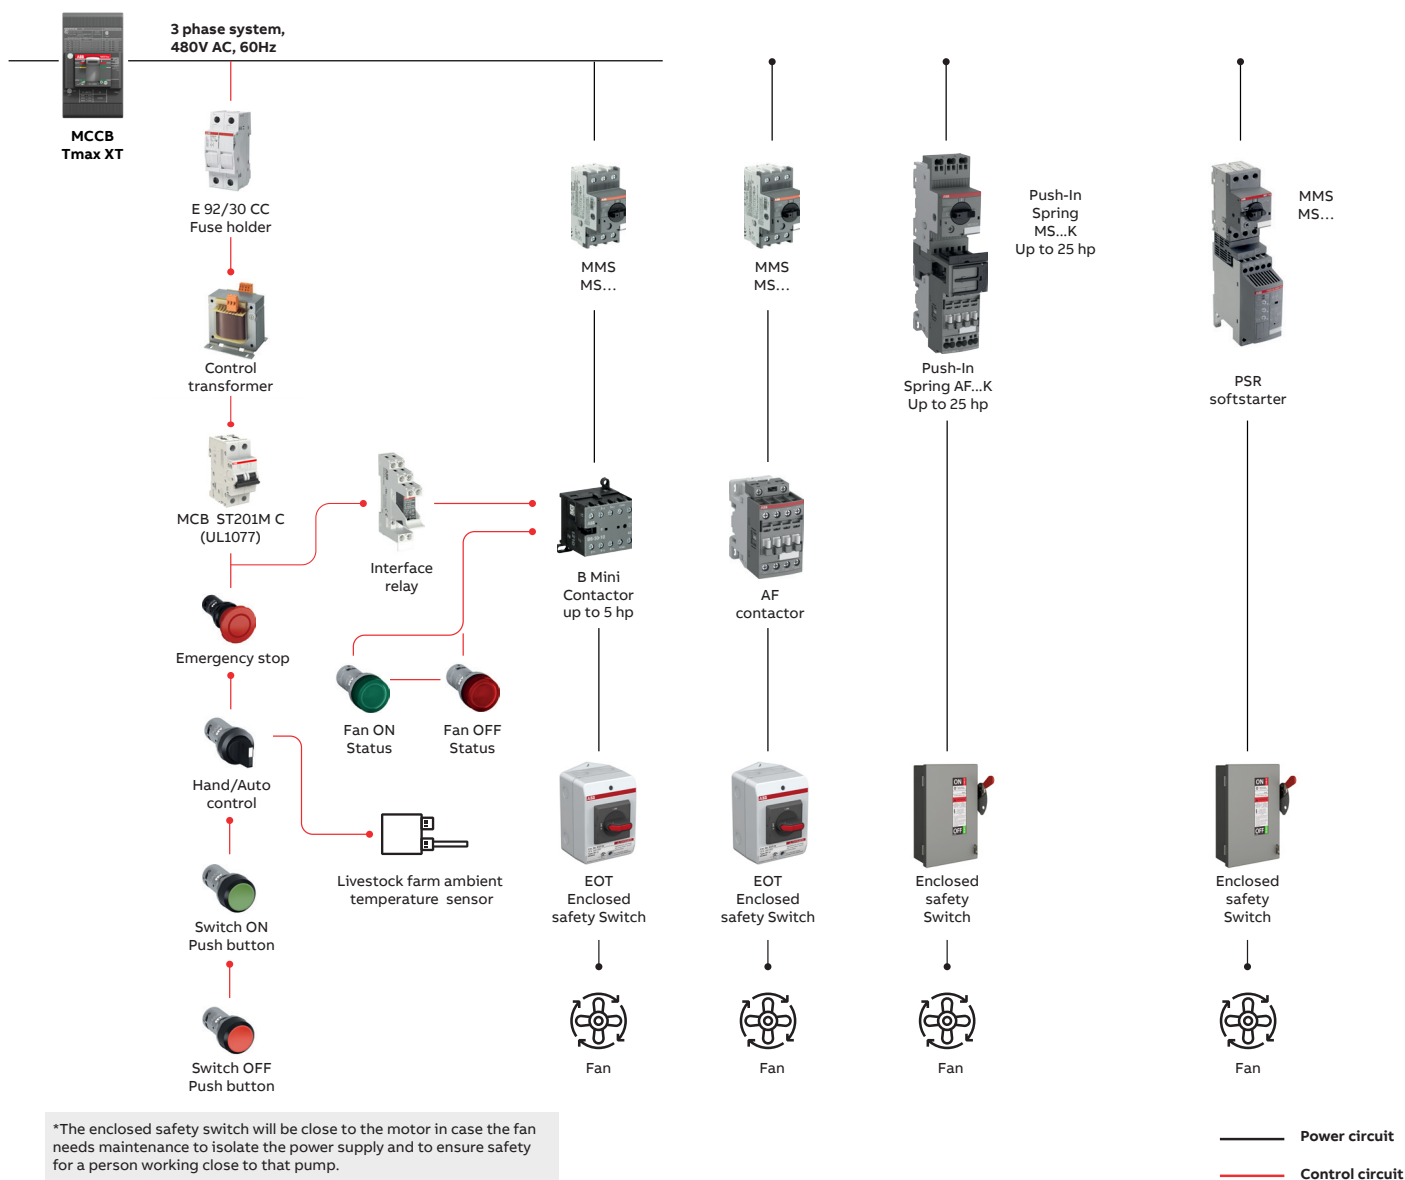 3 phase system,
480V AC, 60Hz
MCCB
Tmax XT
E 92/30 CC
Fuse holder
Control
transformer
MCB  ST201M C
(UL1077)
Emergency stop
Hand/Auto
control
Switch ON
Push button
Switch OFF
Push button
Interface
relay
Fan ON
Status
Fan OFF
Status
Livestock farm ambient
temperature  sensor
MMS
MS...
B Mini
Contactor
up to 5 hp
EOT
Enclosed
safety Switch
Fan
MMS
MS...
AF
contactor
EOT
Enclosed
safety Switch
Fan
Push-In
Spring
MS...K
Up to 25 hp
Push-In
Spring AF...K
Up to 25 hp
ON
OFF
Enclosed
safety
Switch
Fan
MMS
MS...
PSR
softstarter
ON
OFF
Enclosed
safety
Switch
Fan
*The enclosed safety switch will be close to the motor in case the fan
needs maintenance to isolate the power supply and to ensure safety
for a person working close to that pump.
Power circuit
Control circuit